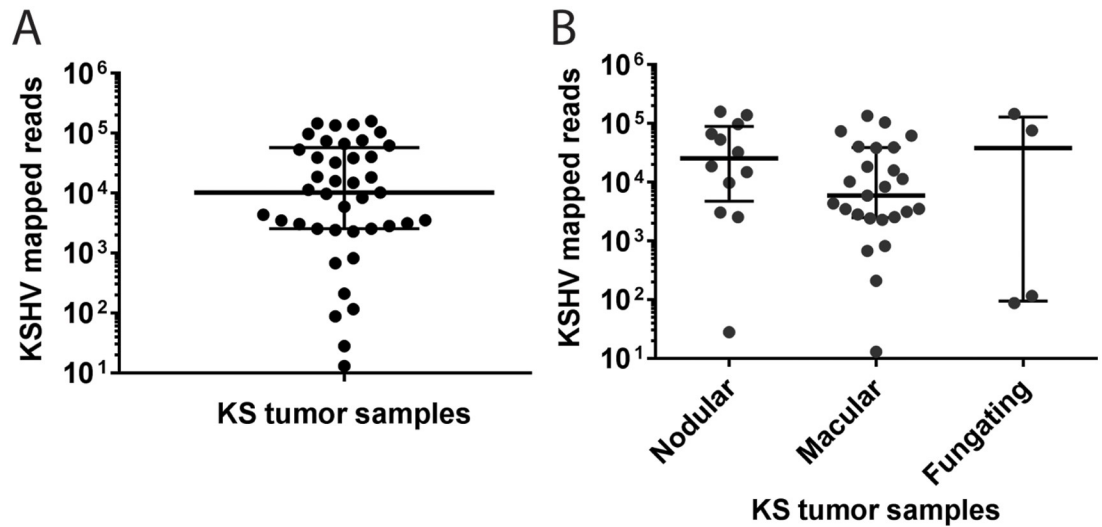 A
KSHV mapped reads
10⁶
10⁵
10⁴
10³
10²
10¹
KS tumor samples
B
KSHV mapped reads
10⁶
10⁵
10⁴
10³
10²
10¹
Nodular
Macular
Fungating
KS tumor samples